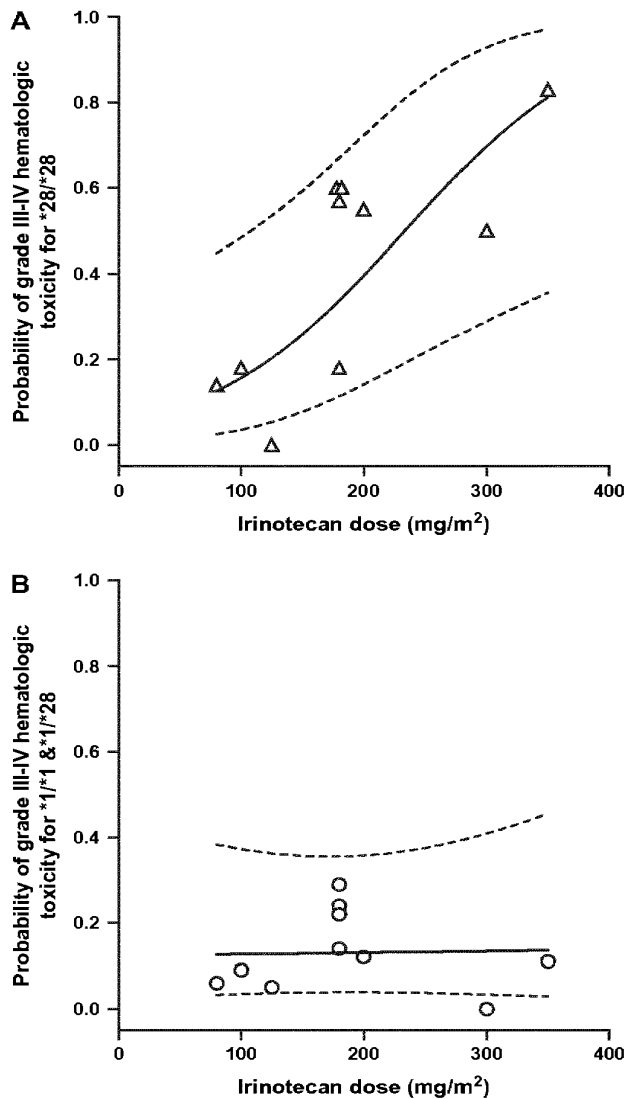 A
1.0
0.8
0.6
0.4
0.2
0.0
Probability of grade III-IV hematologic
toxicity for *28/*28
0 100 200 300 400
Irinotecan dose (mg/m²)
B
1.0
0.8
0.6
0.4
0.2
0.0
Probability of grade III-IV hematologic
toxicity for *1/*1 &*1/*28
0 100 200 300 400
Irinotecan dose (mg/m²)